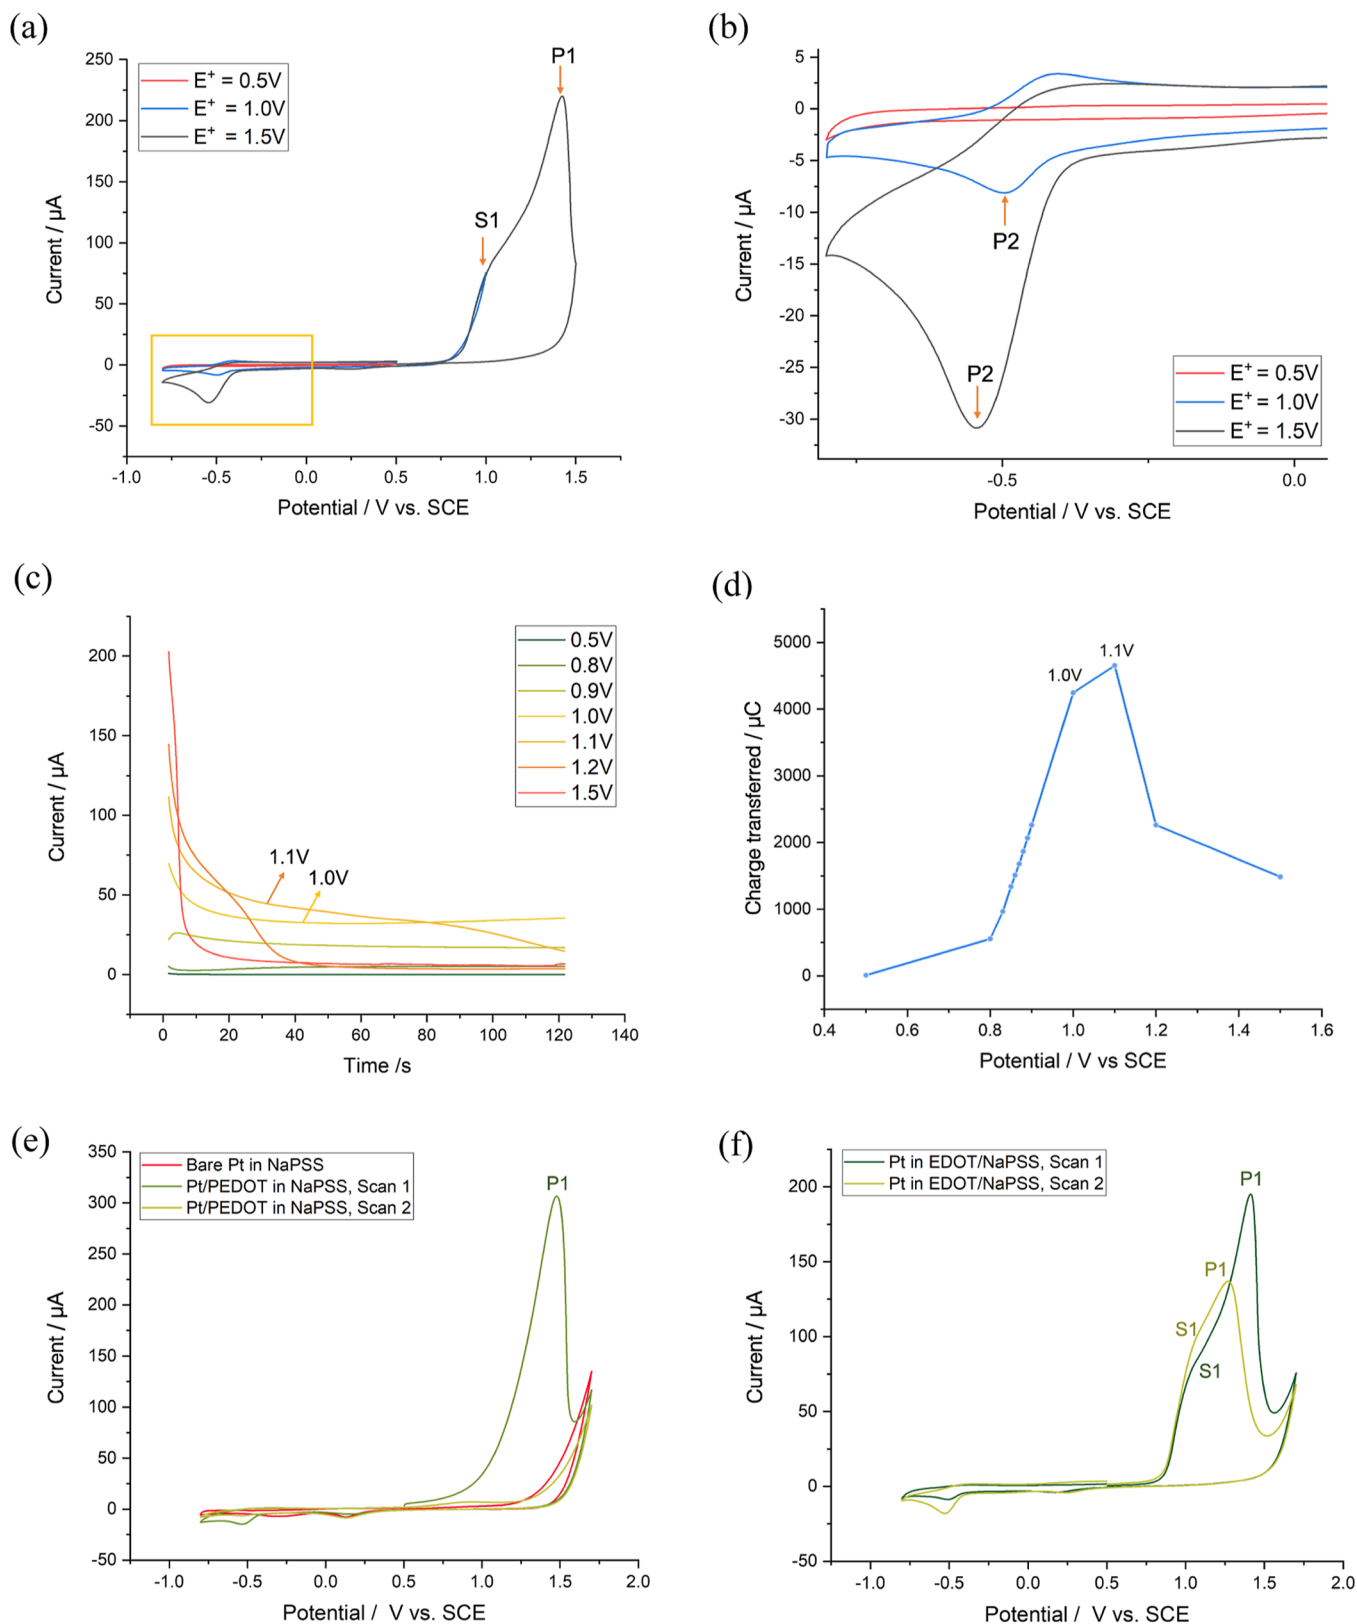 (a)
250
200
150
100
50
0
-50
Current / µA
E⁺ = 0.5V
E⁺ = 1.0V
E⁺ = 1.5V
P1
S1
-1.0 -0.5 0.0 0.5 1.0 1.5
Potential / V vs. SCE
(b)
5
0
-5
-10
-15
-20
-25
-30
Current / µA
P2
P2
E⁺ = 0.5V
E⁺ = 1.0V
E⁺ = 1.5V
-0.5 0.0
Potential / V vs. SCE
(c)
200
150
100
50
0
Current / µA
0.5V
0.8V
0.9V
1.0V
1.1V
1.2V
1.5V
1.1V
1.0V
0 20 40 60 80 100 120 140
Time /s
(d)
5000
4000
3000
2000
1000
0
Charge transferred / µC
1.0V
1.1V
0.4 0.6 0.8 1.0 1.2 1.4 1.6
Potential / V vs SCE
(e)
350
300
250
200
150
100
50
0
-50
Current / µA
Bare Pt in NaPSS
Pt/PEDOT in NaPSS, Scan 1
Pt/PEDOT in NaPSS, Scan 2
P1
-1.0 -0.5 0.0 0.5 1.0 1.5 2.0
Potential / V vs. SCE
(f)
200
150
100
50
0
-50
Current / µA
Pt in EDOT/NaPSS, Scan 1
Pt in EDOT/NaPSS, Scan 2
P1
P1
S1
S1
-1.0 -0.5 0.0 0.5 1.0 1.5 2.0
Potential / V vs. SCE